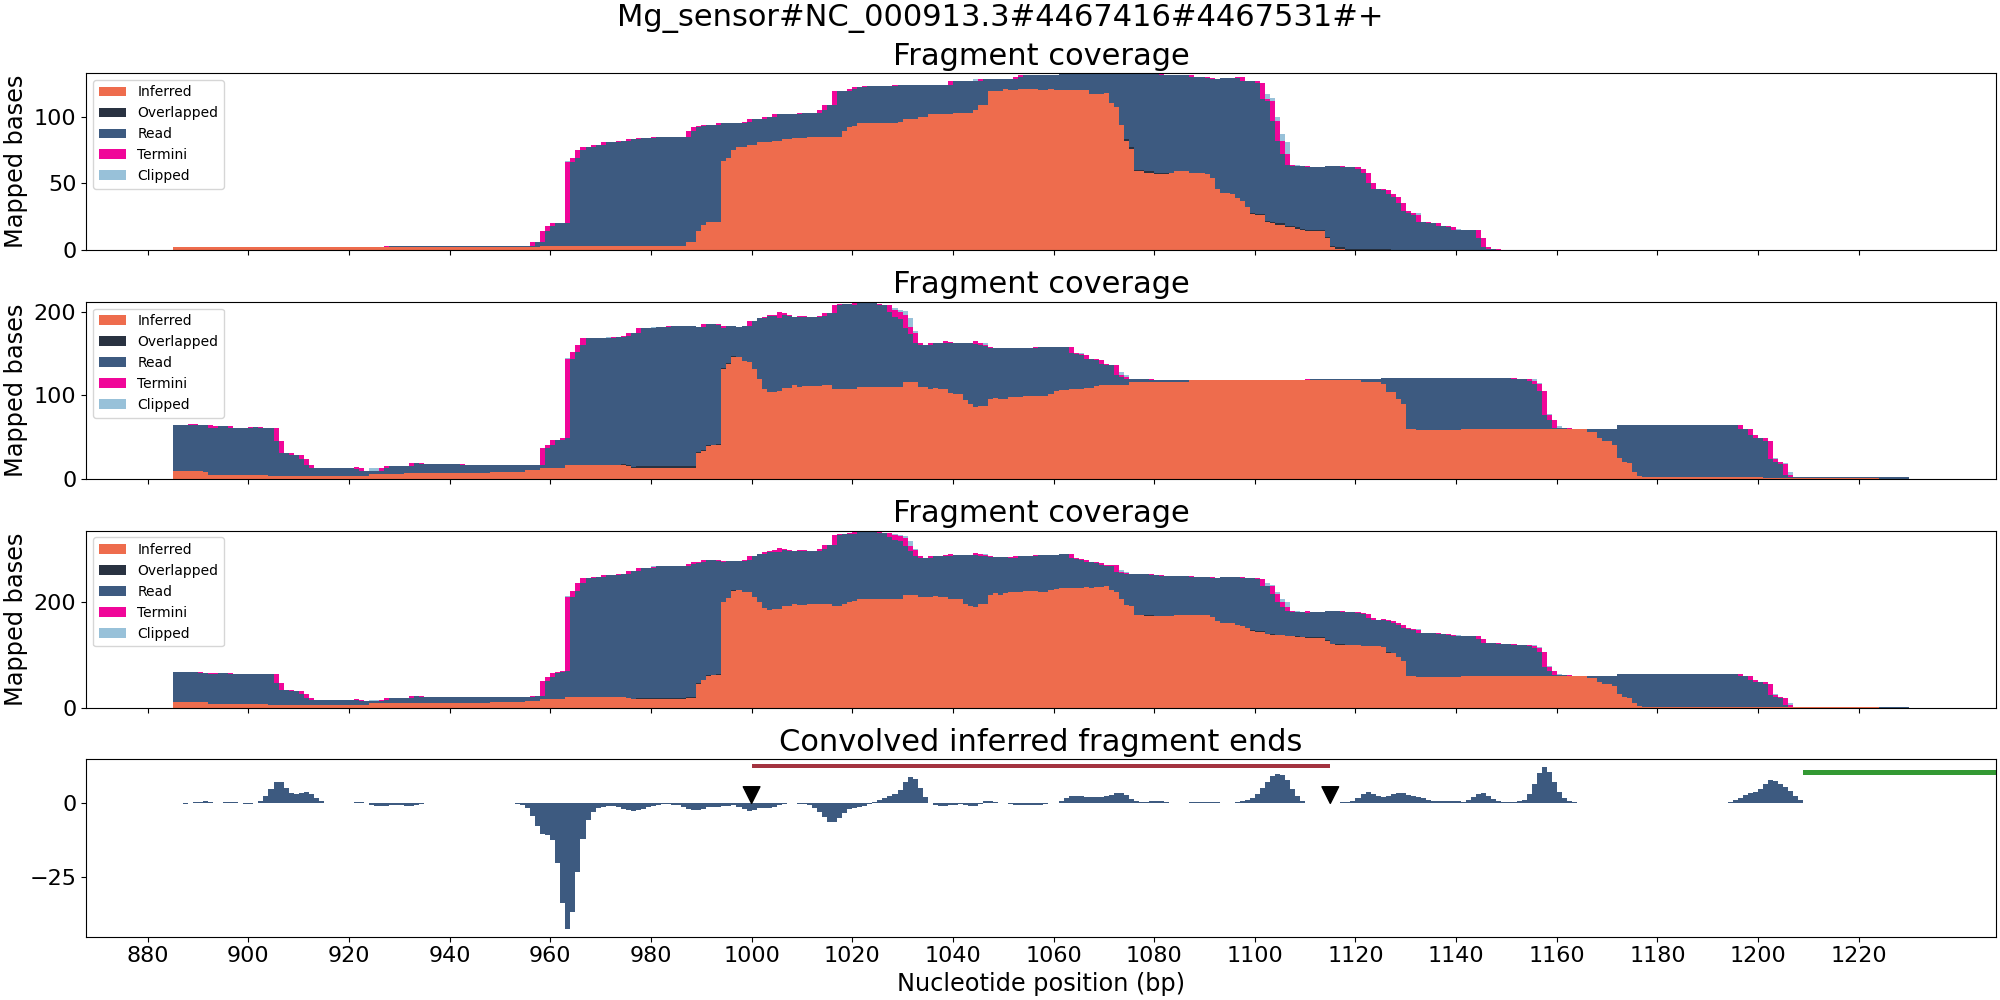 Mg_sensor#NC_000913.3#4467416#4467531#+
Fragment coverage
Mapped bases
100
50
0
Inferred
Overlapped
Read
Termini
Clipped
Fragment coverage
Mapped bases
200
100
0
Inferred
Overlapped
Read
Termini
Clipped
Fragment coverage
Mapped bases
200
0
Inferred
Overlapped
Read
Termini
Clipped
Convolved inferred fragment ends
0
−25
880 900 920 940 960 980 1000 1020 1040 1060 1080 1100 1120 1140 1160 1180 1200 1220
Nucleotide position (bp)